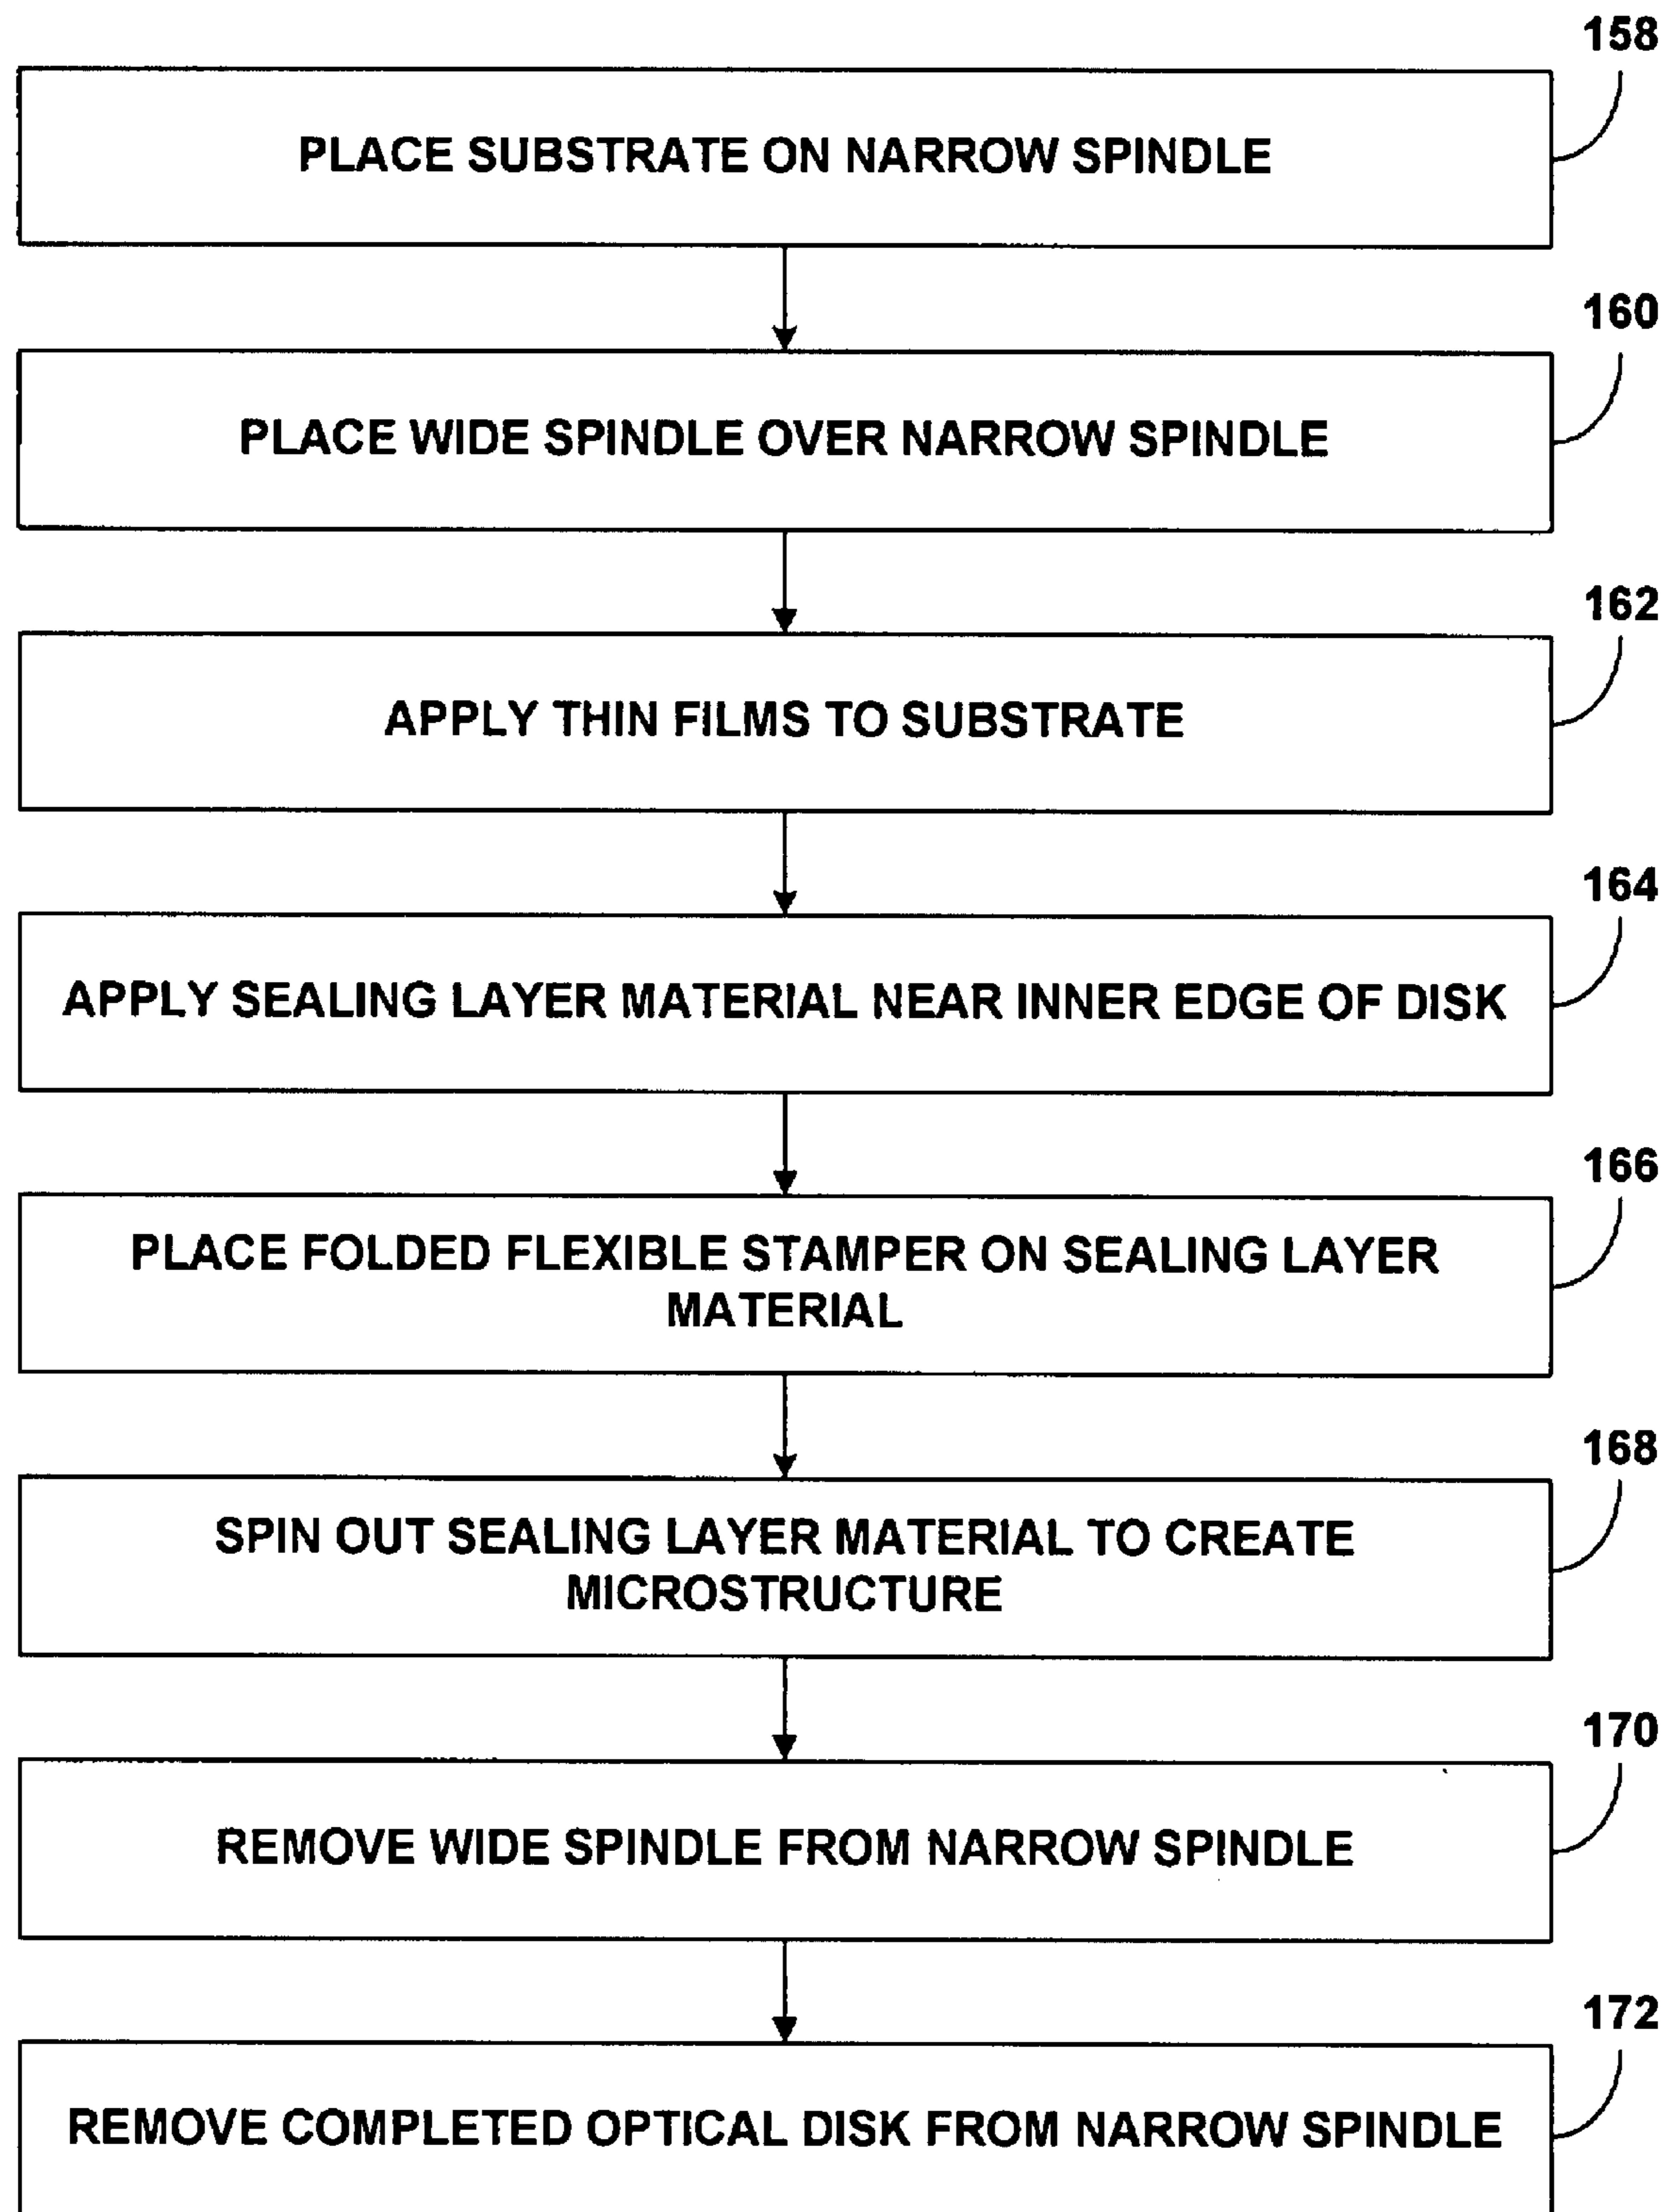 158
PLACE SUBSTRATE ON NARROW SPINDLE
160
PLACE WIDE SPINDLE OVER NARROW SPINDLE
162
APPLY THIN FILMS TO SUBSTRATE
164
APPLY SEALING LAYER MATERIAL NEAR INNER EDGE OF DISK
166
PLACE FOLDED FLEXIBLE STAMPER ON SEALING LAYER
MATERIAL
168
SPIN OUT SEALING LAYER MATERIAL TO CREATE
MICROSTRUCTURE
170
REMOVE WIDE SPINDLE FROM NARROW SPINDLE
172
REMOVE COMPLETED OPTICAL DISK FROM NARROW SPINDLE